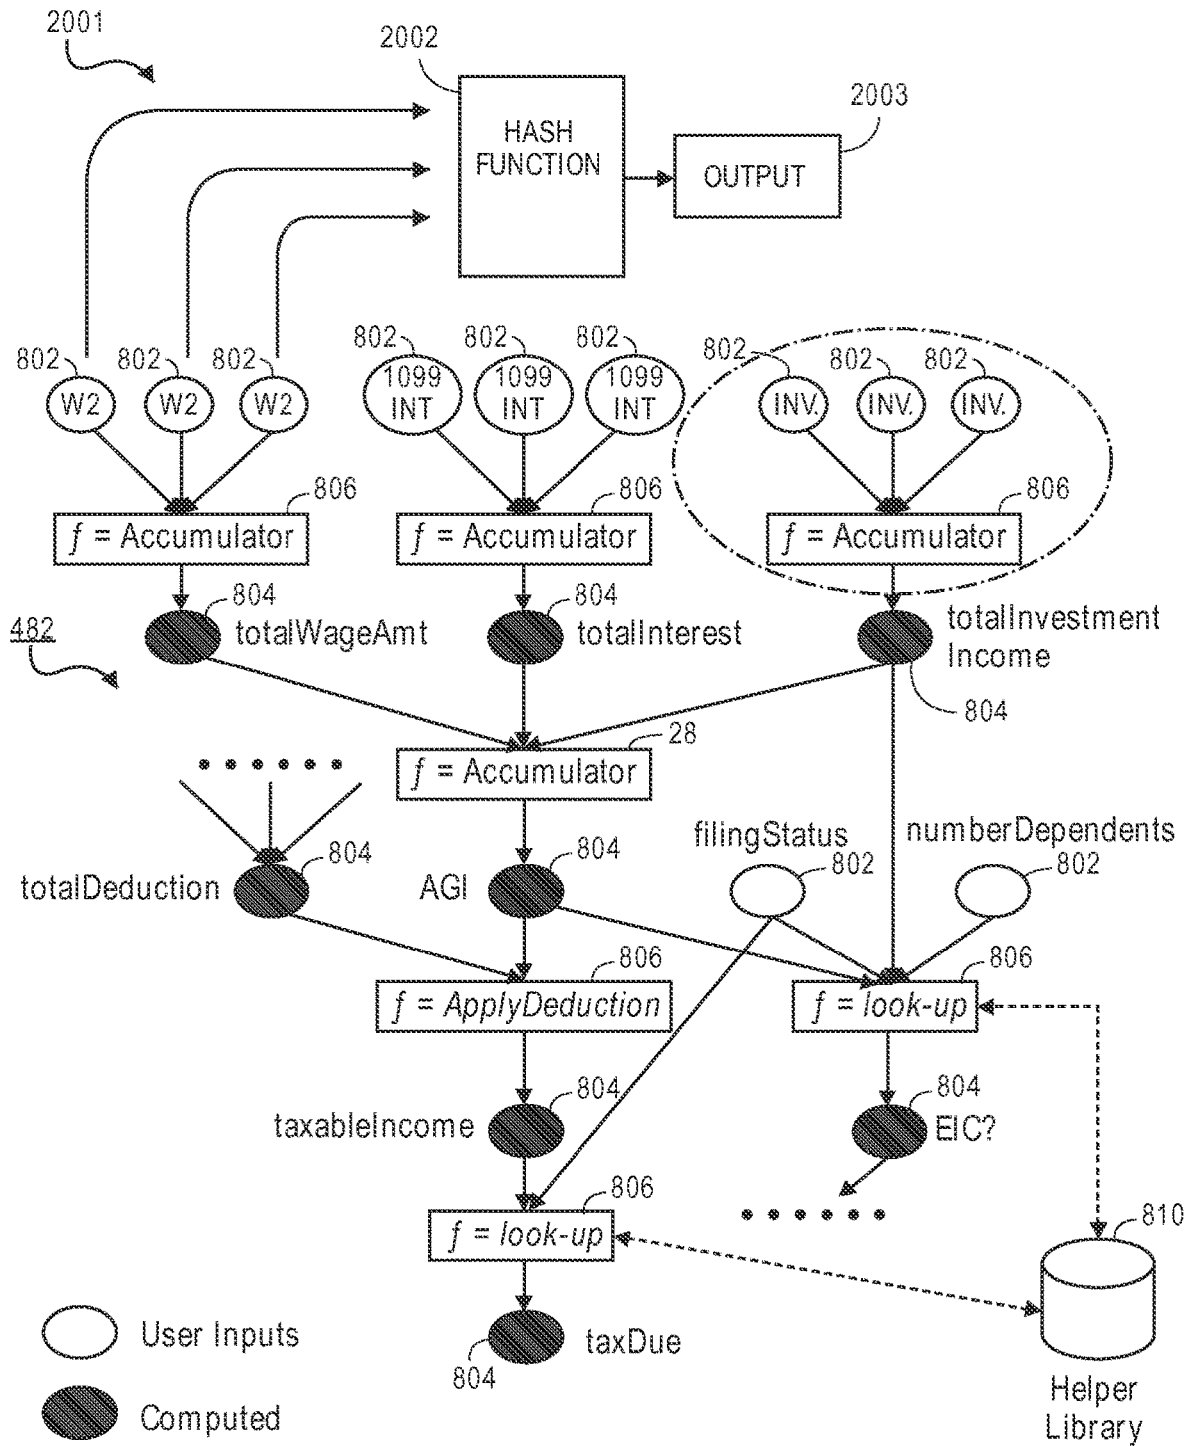 2001
2002
2003
HASH
FUNCTION
OUTPUT
802 802 802 802 802 802 802 802 802
W2 W2 W2 1099 INT 1099 INT 1099 INT INV. INV. INV.
806 806 806
f = Accumulator f = Accumulator f = Accumulator
804 804
totalWageAmt totalInterest totalInvestment
Income
482
804
28
f = Accumulator
filingStatus numberDependents
804 804 802 802
totalDeduction AGI
806 806
f = ApplyDeduction f = look-up
804 804
taxableIncome EIC?
806
f = look-up
810
User Inputs
804 taxDue
Computed
Helper
Library